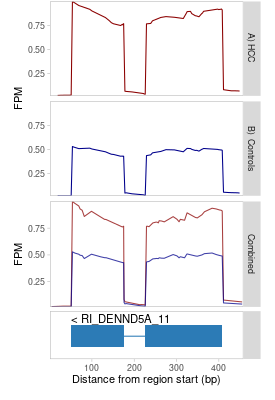 0.75
0.50
0.25
FPM
A) HCC
0.75
0.50
0.25
B) Controls
0.75
0.50
0.25
FPM
Combined
< RI_DENND5A_11
100 200 300 400
Distance from region start (bp)